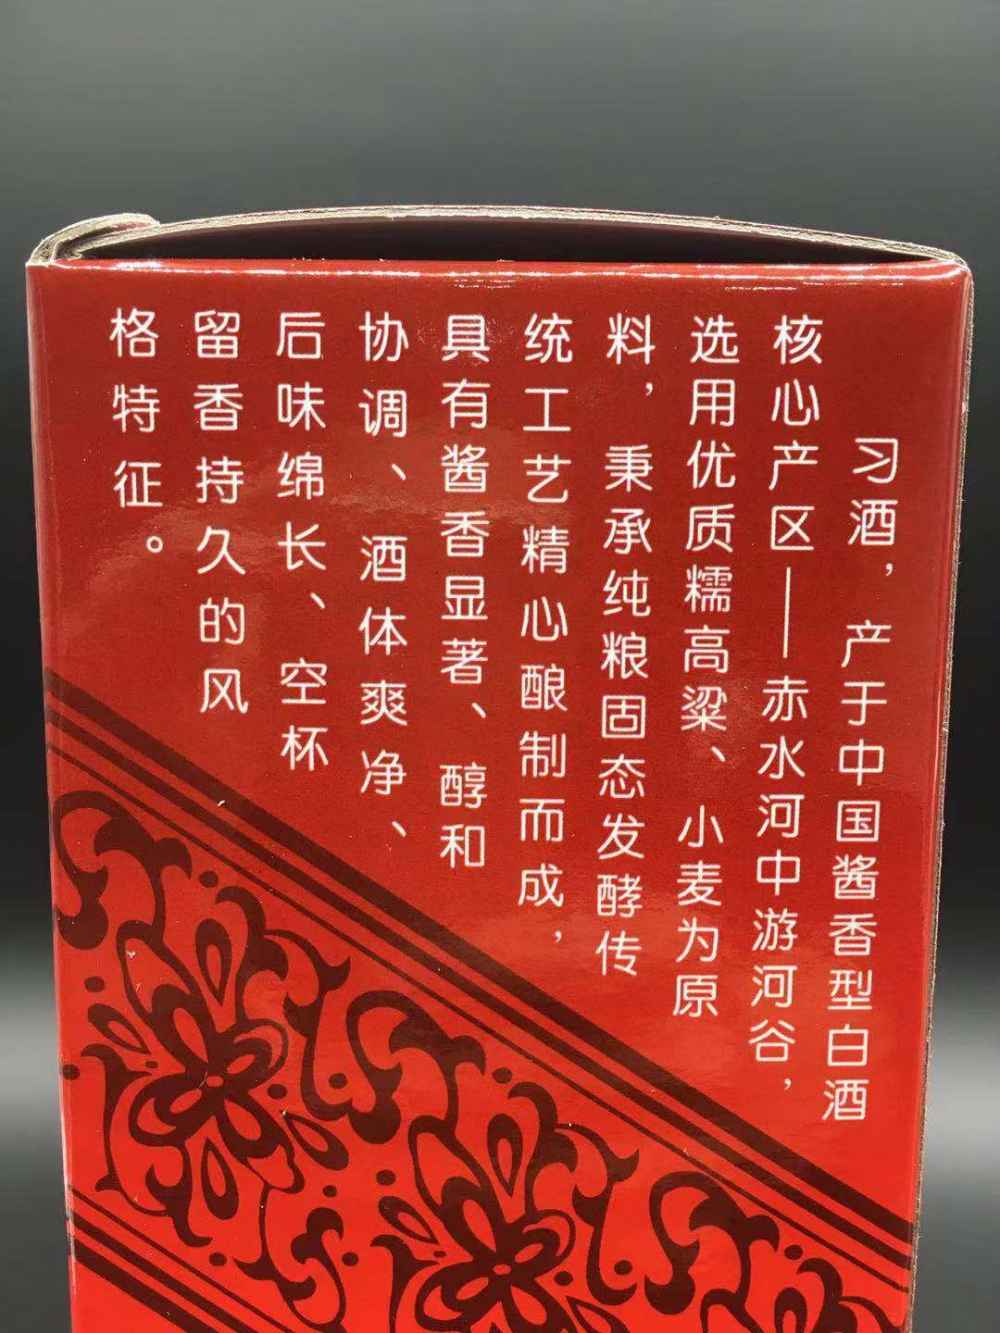 习酒，产于中国酱香型白酒
核心产区—赤水河中游河谷，
选用优质糯高粱、小麦为原
料，秉承纯粮固态发酵传
统工艺精心酿制而成，
具有酱香显著、醇和
协调、酒体爽净、
后味绵长、空杯
留香持久的风
格特征。